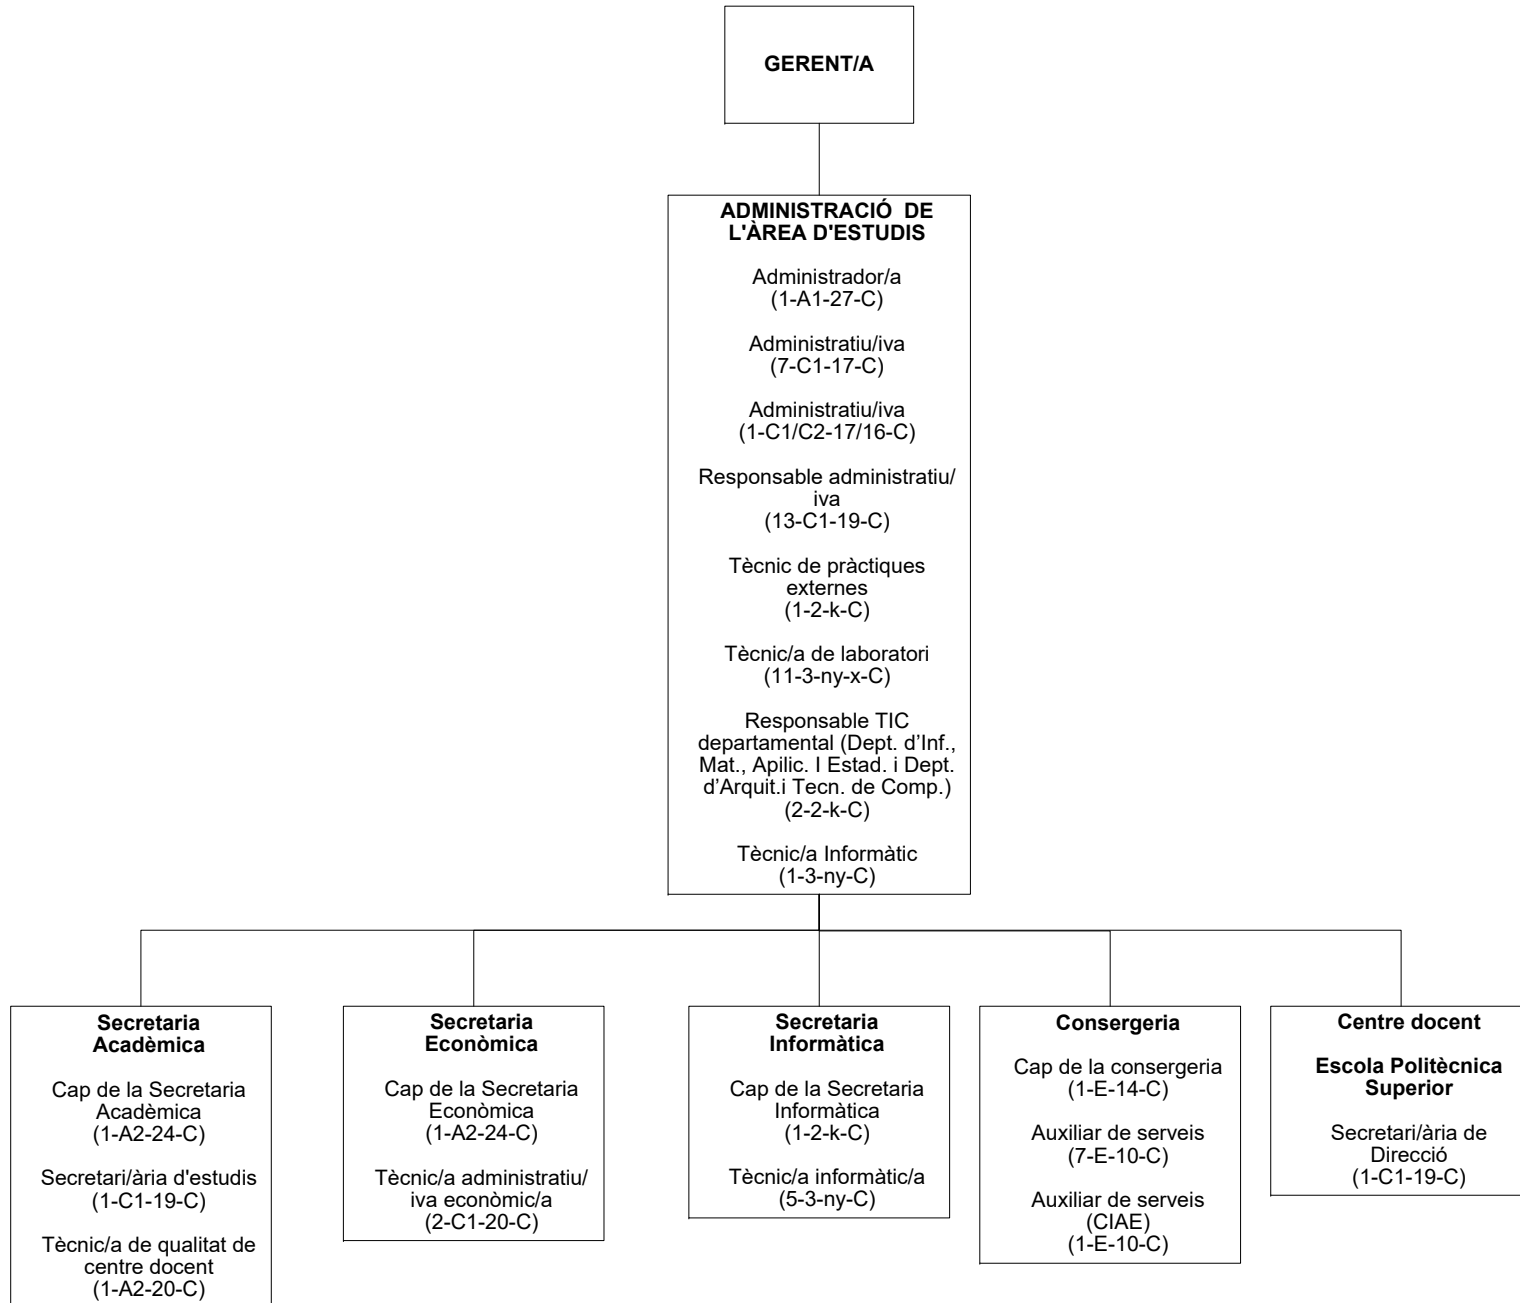 GERENT/A
ADMINISTRACIÓ DE
L'ÀREA D'ESTUDIS
Administrador/a
(1-A1-27-C)
Administratiu/iva
(7-C1-17-C)
Administratiu/iva
(1-C1/C2-17/16-C)
Responsable administratiu/
iva
(13-C1-19-C)
Tècnic de pràctiques
externes
(1-2-k-C)
Tècnic/a de laboratori
(11-3-ny-x-C)
Responsable TIC
departamental (Dept. d’Inf.,
Mat., Apilic. I Estad. i Dept.
d’Arquit.i Tecn. de Comp.)
(2-2-k-C)
Tècnic/a Informàtic
(1-3-ny-C)
Secretaria
Acadèmica
Cap de la Secretaria
Acadèmica
(1-A2-24-C)
Secretari/ària d'estudis
(1-C1-19-C)
Tècnic/a de qualitat de
centre docent
(1-A2-20-C)
Secretaria
Econòmica
Cap de la Secretaria
Econòmica
(1-A2-24-C)
Tècnic/a administratiu/
iva econòmic/a
(2-C1-20-C)
Secretaria
Informàtica
Cap de la Secretaria
Informàtica
(1-2-k-C)
Tècnic/a informàtic/a
(5-3-ny-C)
Consergeria
Cap de la consergeria
(1-E-14-C)
Auxiliar de serveis
(7-E-10-C)
Auxiliar de serveis
(CIAE)
(1-E-10-C)
Centre docent
Escola Politècnica
Superior
Secretari/ària de
Direcció
(1-C1-19-C)